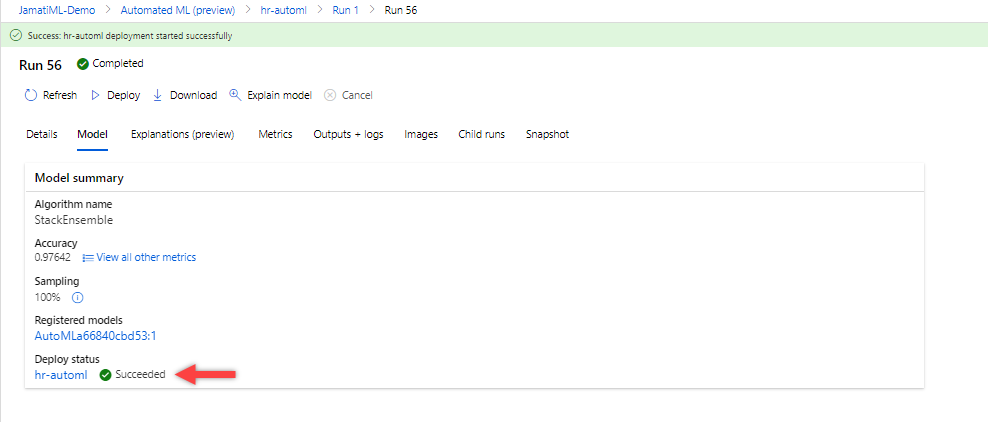 JamatiML-Demo > Automated ML (preview) > hr-automl > Run 1 > Run 56
Success: hr-automl deployment started successfully
Run 56 Completed
Refresh Deploy Download Explain model Cancel
Details Model Explanations (preview) Metrics Outputs + logs Images Child runs Snapshot
Model summary
Algorithm name
StackEnsemble
Accuracy
0.97642 View all other metrics
Sampling
100%
Registered models
AutoMLa66840cbd53:1
Deploy status
hr-automl Succeeded